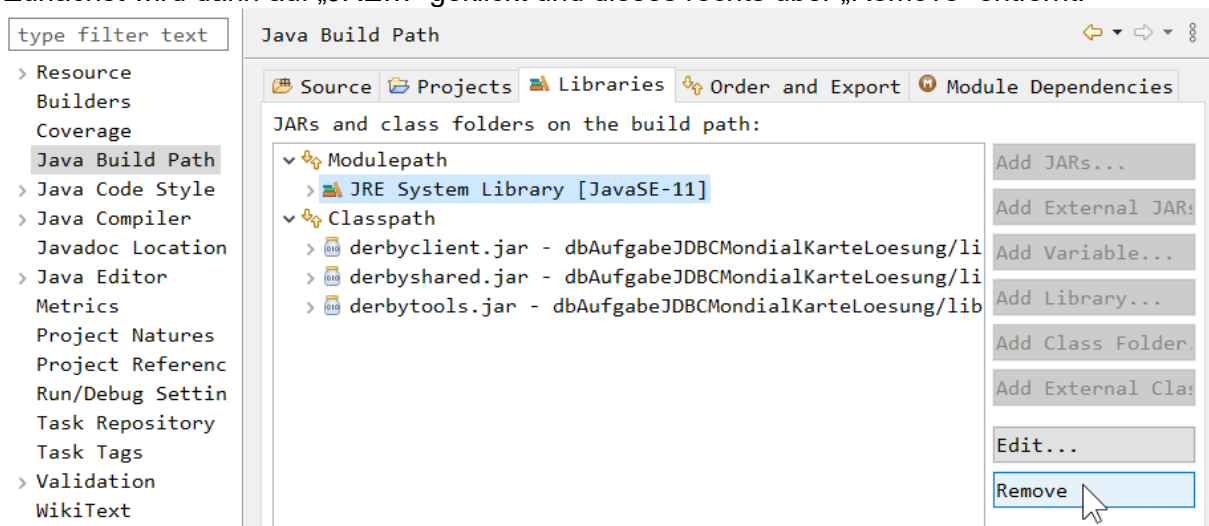 type filter text
Resource
Builders
Coverage
Java Build Path
Java Code Style
Java Compiler
Javadoc Location
Java Editor
Metrics
Project Natures
Project Referenc
Run/Debug Settin
Task Repository
Task Tags
Validation
WikiText
Java Build Path
Source Projects Libraries Order and Export Module Dependencies
JARs and class folders on the build path:
Modulepath
JRE System Library [JavaSE-11]
Classpath
derbyclient.jar - dbAufgabeJDBCMondialKarteLoesung/li
derbyshared.jar - dbAufgabeJDBCMondialKarteLoesung/li
derbytools.jar - dbAufgabeJDBCMondialKarteLoesung/lib
Add JARs...
Add External JARs
Add Variable...
Add Library...
Add Class Folder.
Add External Clas
Edit...
Remove